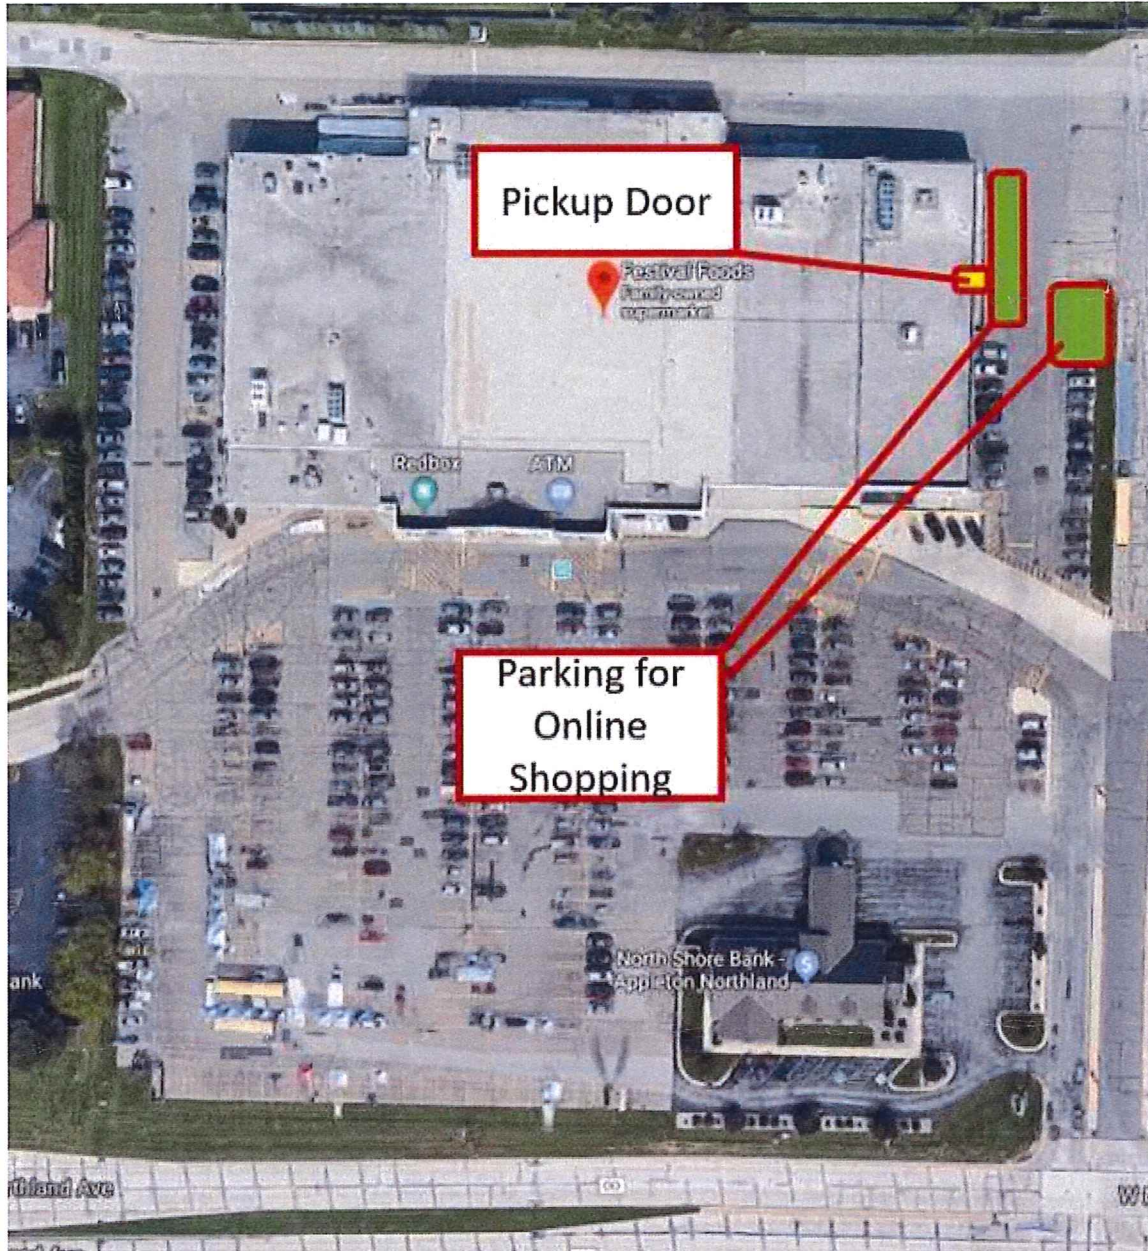 Pickup Door
Festival Foods
Family-owned
supermarket
Redbox
ATM
Parking for
Online
Shopping
North Shore Bank -
Appleton Northland
ank
thland Ave